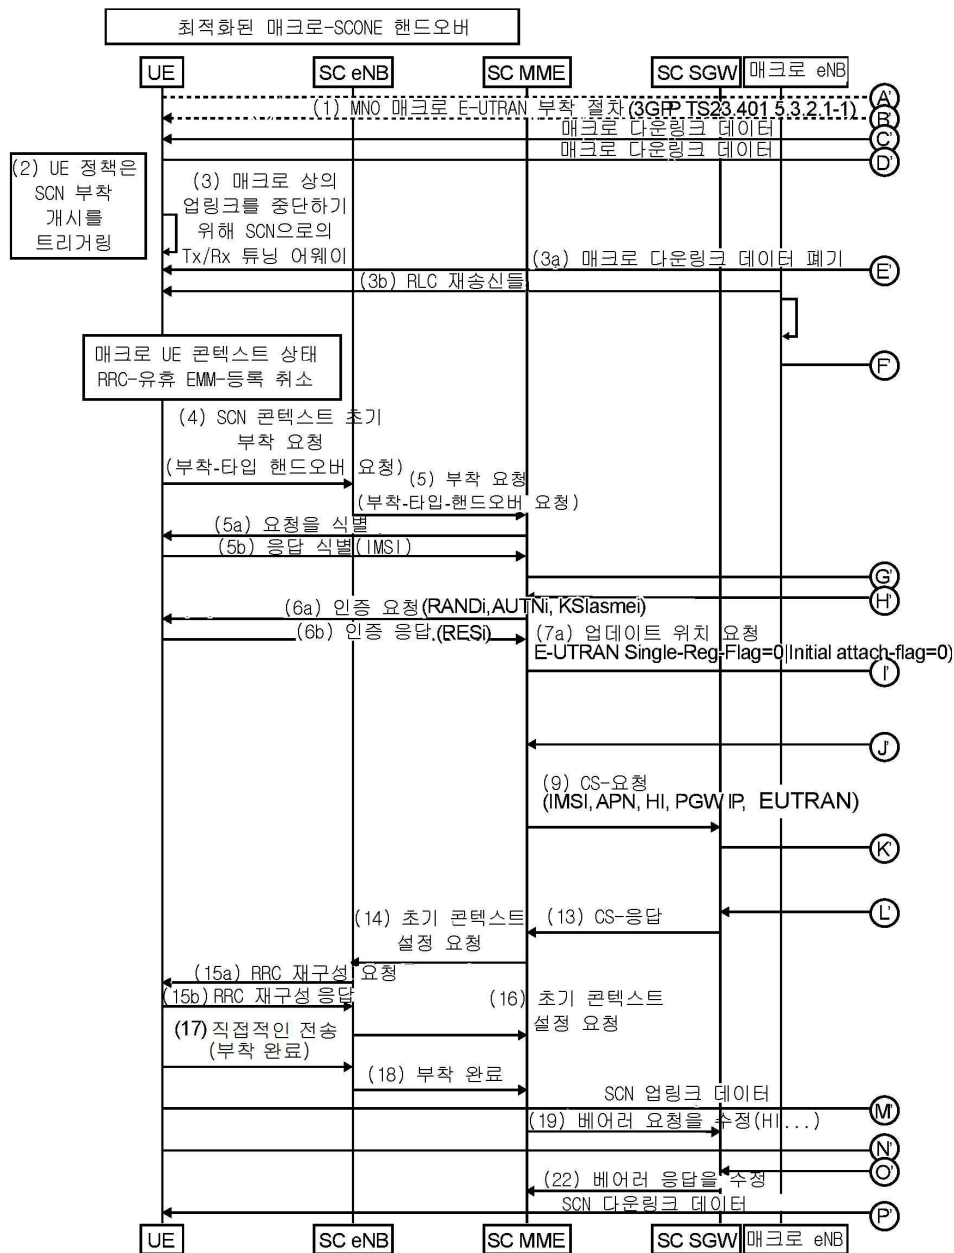 최적화된 매크로-SCONE 핸드오버
UE
SC eNB
SC MME
SC SGW
매크로 eNB
(1) MNO 매크로 E-UTRAN 부착 절차(3GPP TS23.401 5.3.2.1-1)
A'
B'
매크로 다운링크 데이터
C'
매크로 다운링크 데이터
D'
(2) UE 정책은
SCN 부착
개시를
트리거링
(3) 매크로 상의
업링크를 중단하기
위해 SCN으로의
Tx/Rx 튜닝 어웨이
(3a) 매크로 다운링크 데이터 폐기
E'
(3b) RLC 재송신들
매크로 UE 콘텍스트 상태
RRC-유휴 EMM-등록 취소
F'
(4) SCN 콘텍스트 초기
부착 요청
(부착-타입 핸드오버 요청)
(5) 부착 요청
(부착-타입-핸드오버 요청)
(5a) 요청을 식별
(5b) 응답 식별(IMSI)
G'
H'
(6a) 인증 요청(RANDi, AUTNi, KSIasmei)
(6b) 인증 응답,(RESi)
(7a) 업데이트 위치 요청
E-UTRAN Single-Reg-Flag=0|Initial attach-flag=0)
I'
J'
(9) CS-요청
(IMSI, APN, HI, PGW IP, EUTRAN)
K'
L'
(13) CS-응답
(14) 초기 콘텍스트
설정 요청
(15a) RRC 재구성 요청
(15b) RRC 재구성 응답
(16) 초기 콘텍스트
설정 요청
(17) 직접적인 전송
(부착 완료)
(18) 부착 완료
SCN 업링크 데이터
M'
(19) 베어러 요청을 수정(HI...)
N'
O'
(22) 베어러 응답을 수정
SCN 다운링크 데이터
P'
UE
SC eNB
SC MME
SC SGW
매크로 eNB